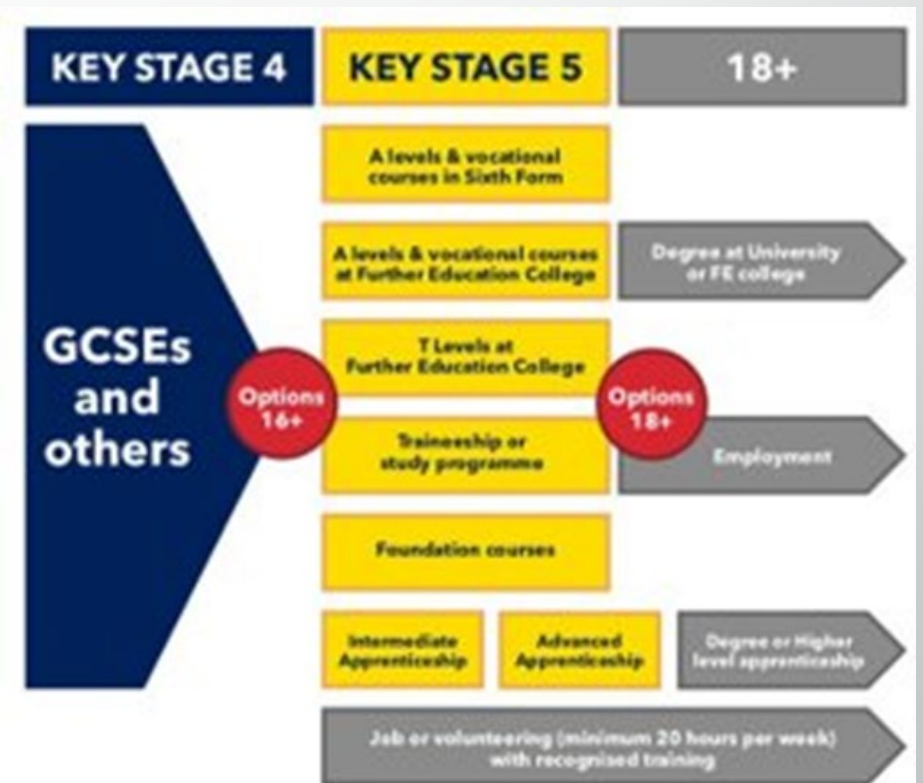 KEY STAGE 4
KEY STAGE 5
18+
GCSEs
and
others
Options
16+
A levels & vocational
courses in Sixth Form
A levels & vocational courses
at Further Education College
T Levels at
Further Education College
Traineeship or
study programme
Foundation courses
Intermediate
Apprenticeship
Advanced
Apprenticeship
Options
18+
Degree at University
or FE college
Employment
Degree or Higher
level apprenticeship
Job or volunteering (minimum 20 hours per week)
with recognised training